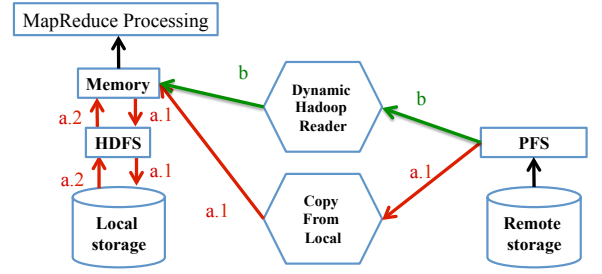 MapReduce Processing
b
Memory
Dynamic
Hadoop
Reader
b
a.2
a.1
HDFS
PFS
a.2
a.1
a.1
a.1
Copy
From
Local
Local
storage
Remote
storage